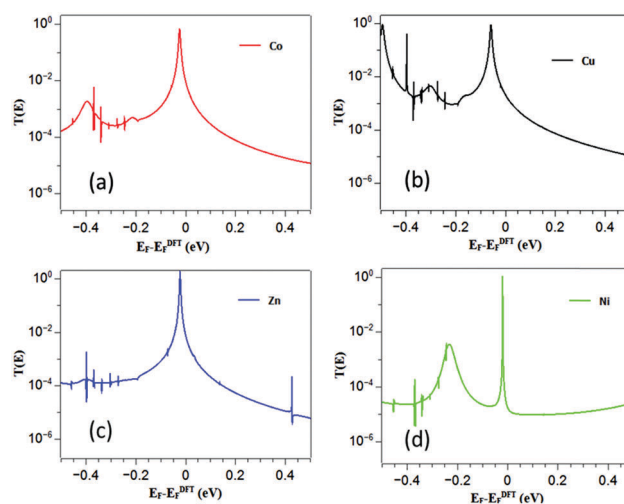 10⁰
10⁻²
10⁻⁴
10⁻⁶
T(E)
Co
(a)
−0.4 −0.2 0 0.2 0.4
E_F-E_F^DFT (eV)
10⁰
10⁻²
10⁻⁴
10⁻⁶
T(E)
Cu
(b)
−0.4 −0.2 0 0.2 0.4
E_F-E_F^DFT (eV)
10⁰
10⁻²
10⁻⁴
10⁻⁶
T(E)
Zn
(c)
−0.4 −0.2 0 0.2 0.4
E_F-E_F^DFT (eV)
10⁰
10⁻²
10⁻⁴
10⁻⁶
T(E)
Ni
(d)
−0.4 −0.2 0 0.2 0.4
E_F-E_F^DFT (eV)